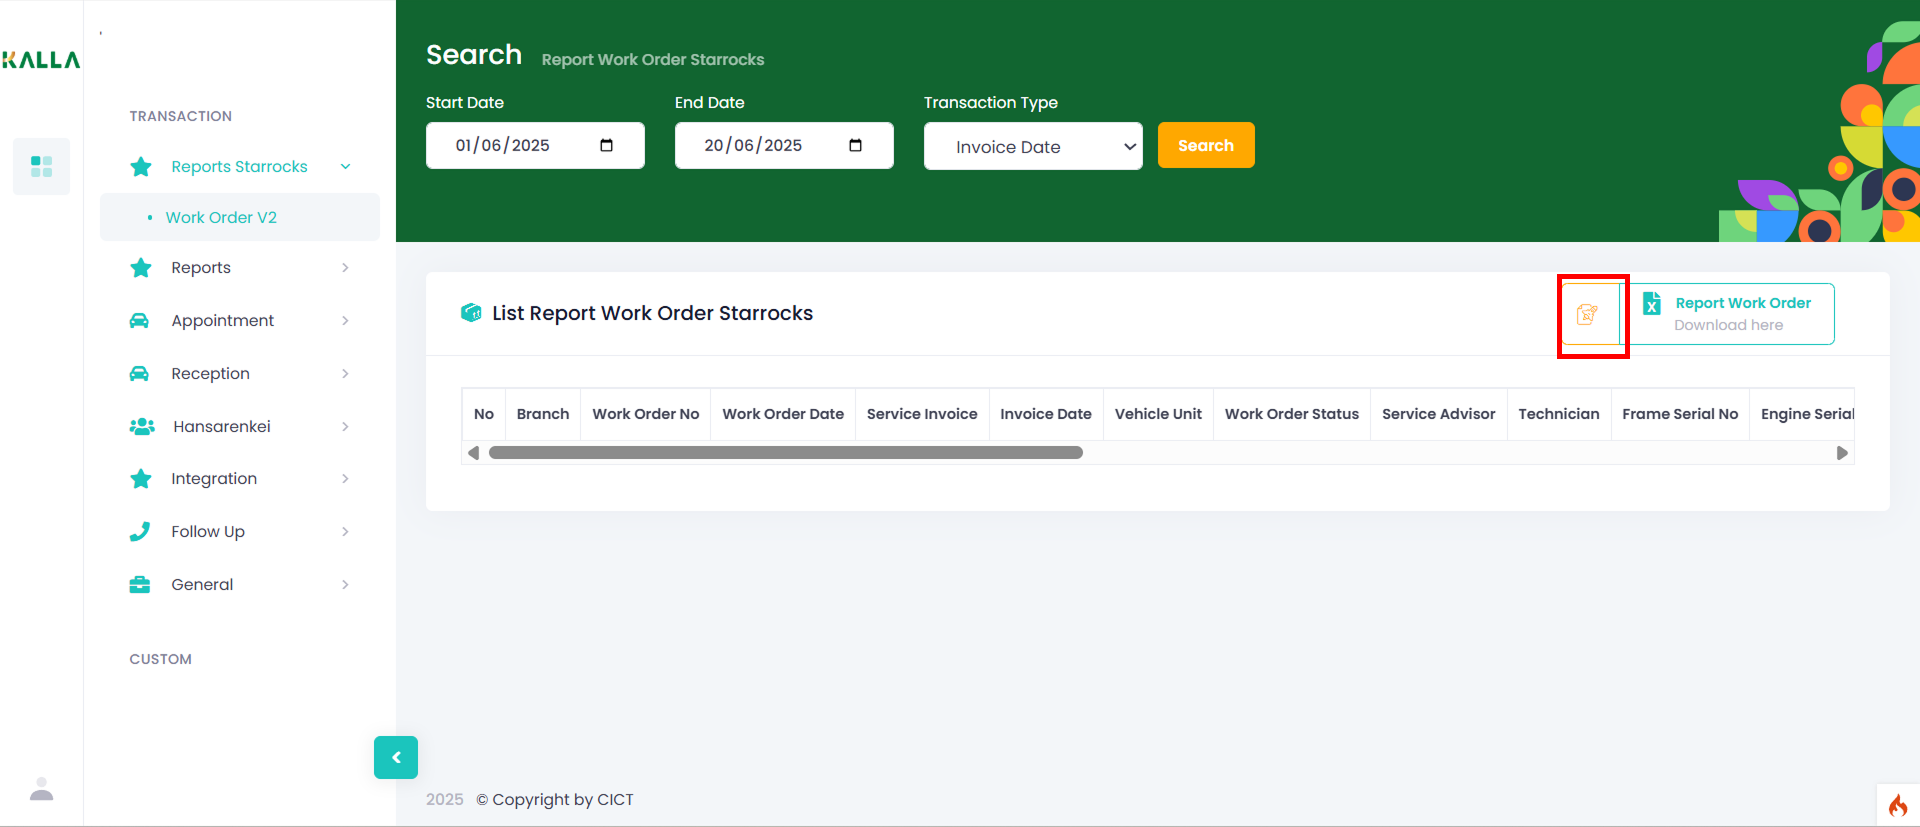 KALLA
TRANSACTION
Reports Starrocks
Work Order V2
Reports
Appointment
Reception
Hansarenkei
Integration
Follow Up
General
CUSTOM
Search Report Work Order Starrocks
Start Date End Date Transaction Type
01/06/2025 20/06/2025 Invoice Date Search
List Report Work Order Starrocks
Report Work Order
Download here
No Branch Work Order No Work Order Date Service Invoice Invoice Date Vehicle Unit Work Order Status Service Advisor Technician Frame Serial No Engine Serial
2025 © Copyright by CICT